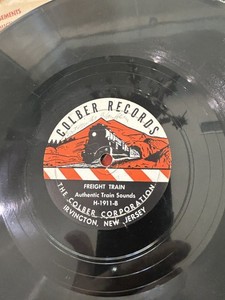 COLBER RECORDS
FREIGHT TRAIN
Authentic Train Sounds
H-1911-B
THE COLBER CORPORATION
IRVINGTON, NEW JERSEY